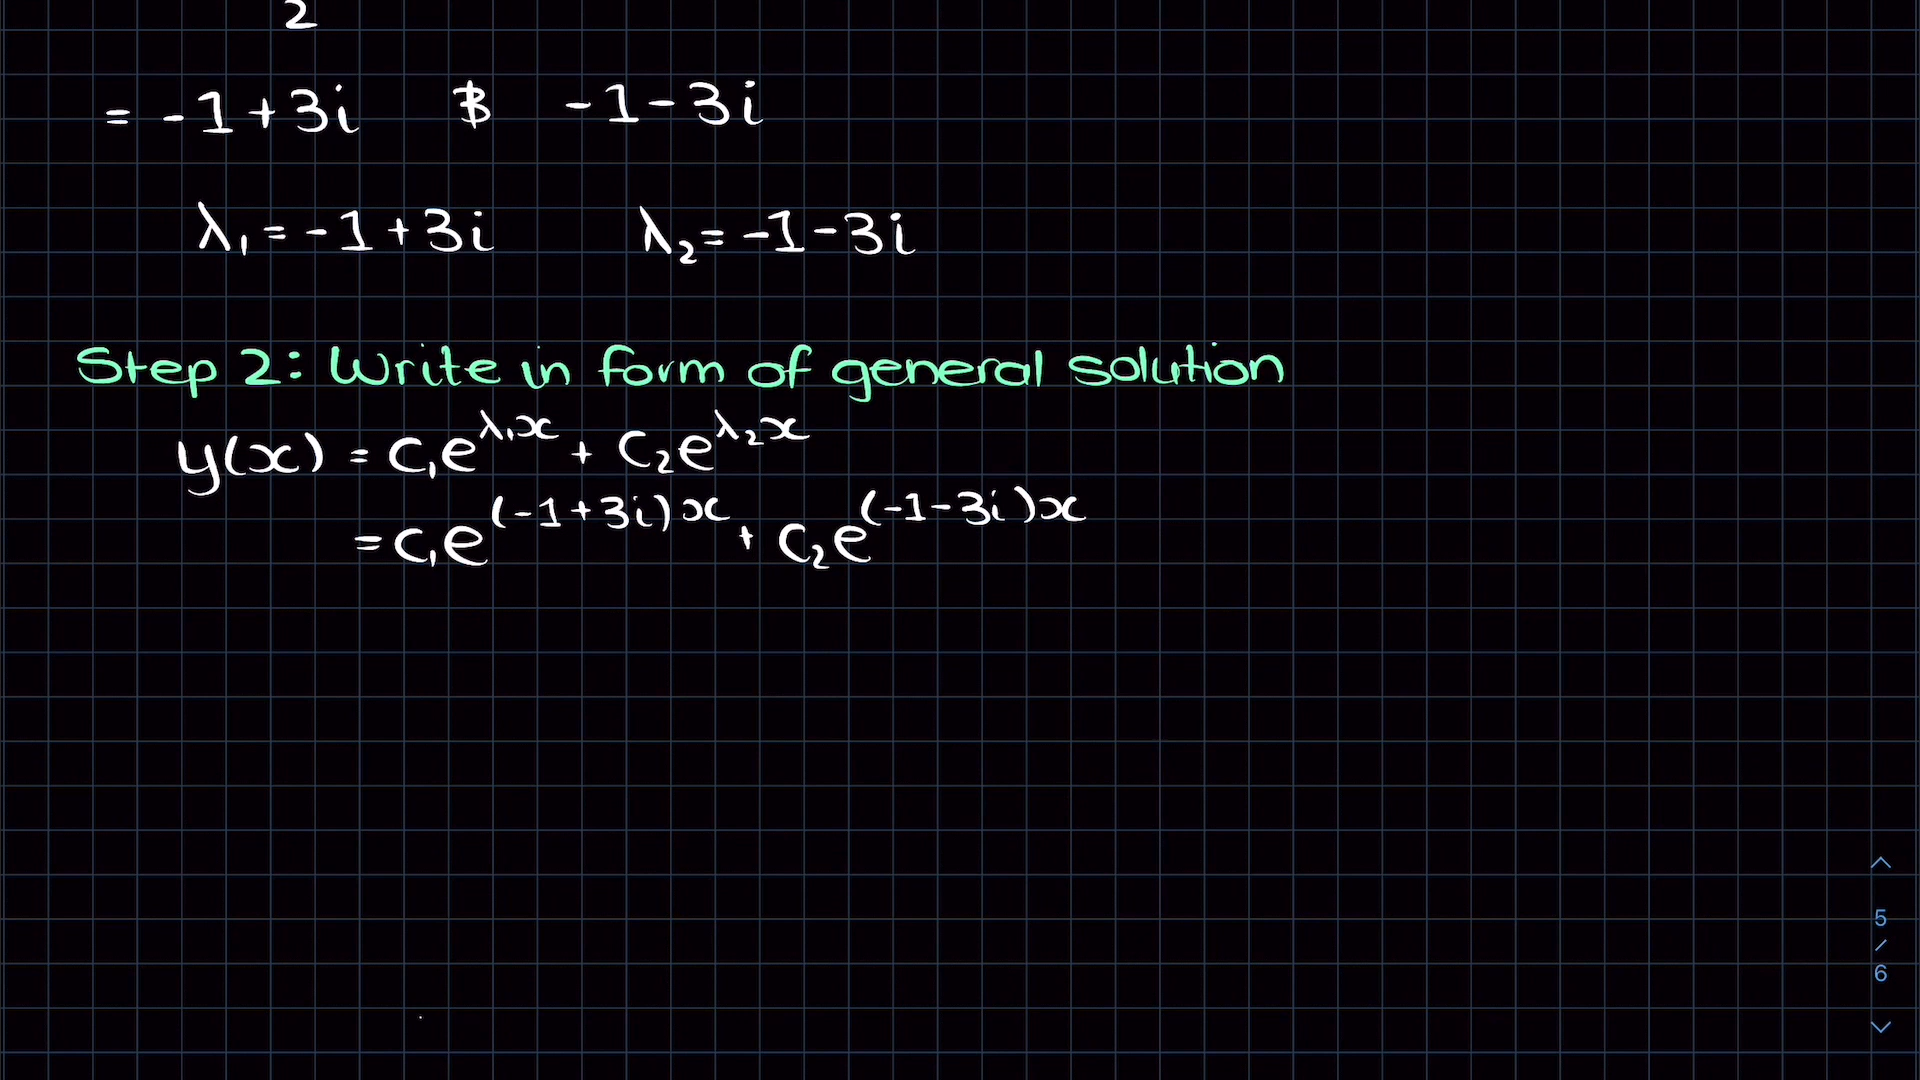 2
= -1+3i & -1-3i
λ₁ = -1+3i λ₂ = -1-3i
Step 2: Write in form of general solution
y(x) = c₁e^λ₁x + c₂e^λ₂x
= c₁e^(-1+3i)x + c₂e^(-1-3i)x
5
/
6